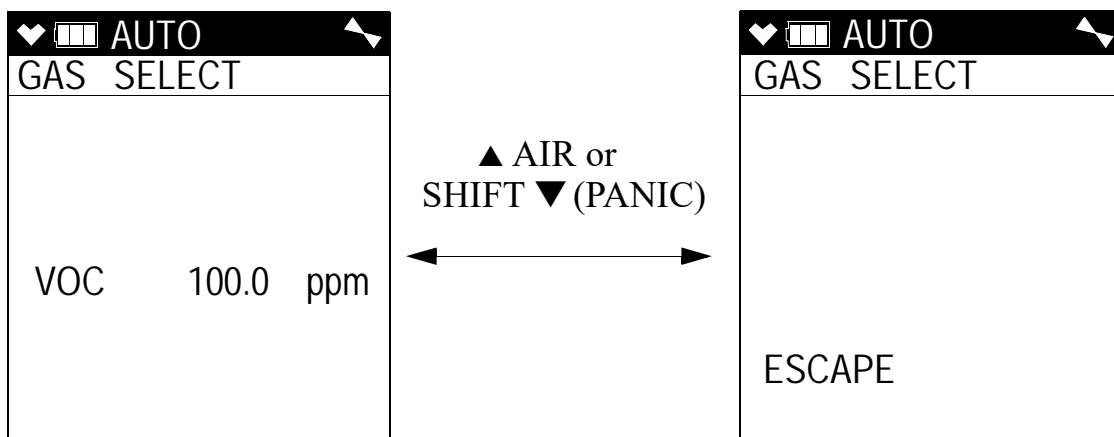 AUTO
GAS SELECT
VOC 100.0 ppm
▲ AIR or
SHIFT ▼ (PANIC)
AUTO
GAS SELECT
ESCAPE